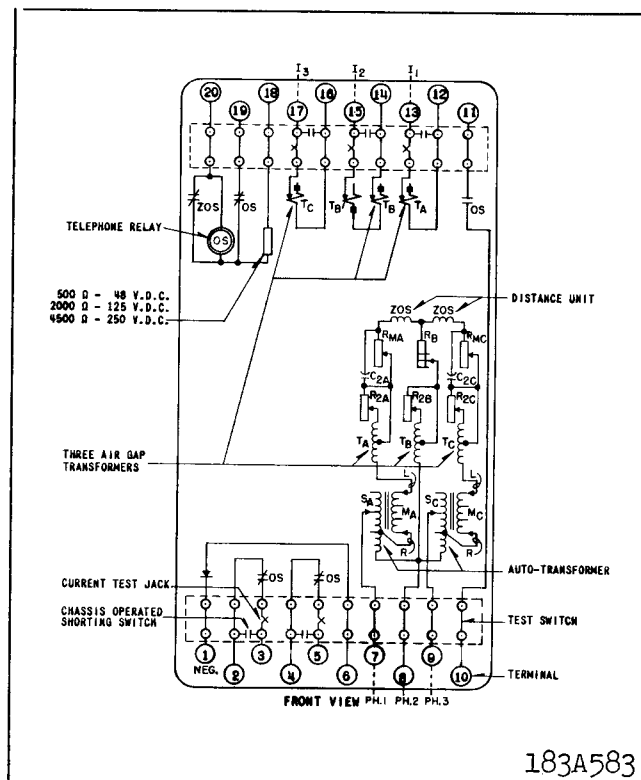 I3 I2 I1
20 19 18 17 16 15 14 13 12 11
ZOS OS TC TB TB TA OS
TELEPHONE RELAY
OS
500 Ω - 48 V.D.C.
2000 Ω - 125 V.D.C.
4500 Ω - 250 V.D.C.
ZOS ZOS
DISTANCE UNIT
RMA RB RMC
C2A C2C
R2A R2B R2C
TA TB TC
THREE AIR GAP
TRANSFORMERS
L L
SA MA SC MC
R R
AUTO-TRANSFORMER
OS OS
CURRENT TEST JACK
CHASSIS OPERATED
SHORTING SWITCH
TEST SWITCH
1 2 3 4 5 6 7 8 9 10
NEG.
TERMINAL
FRONT VIEW PH.1 PH.2 PH.3
183A583